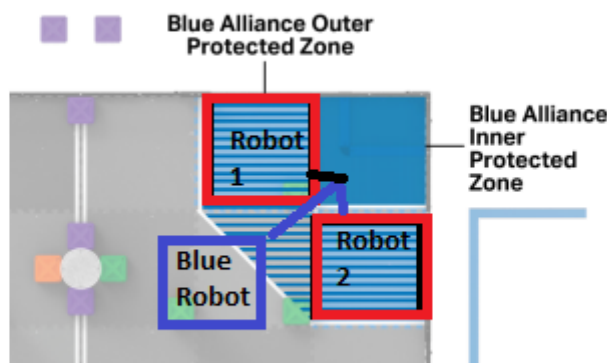 Blue Alliance Outer
Protected Zone
Blue Alliance
Inner
Protected
Zone
Robot
1
Robot
2
Blue
Robot